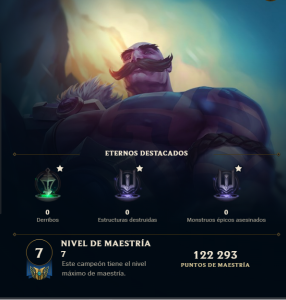 ETERNOS DESTACADOS
0 0 0
Derribos Estructuras destruidas Monstruos épicos asesinados
7
NIVEL DE MAESTRÍA
7
Este campeón tiene el nivel
máximo de maestría.
122 293
PUNTOS DE MAESTRÍA